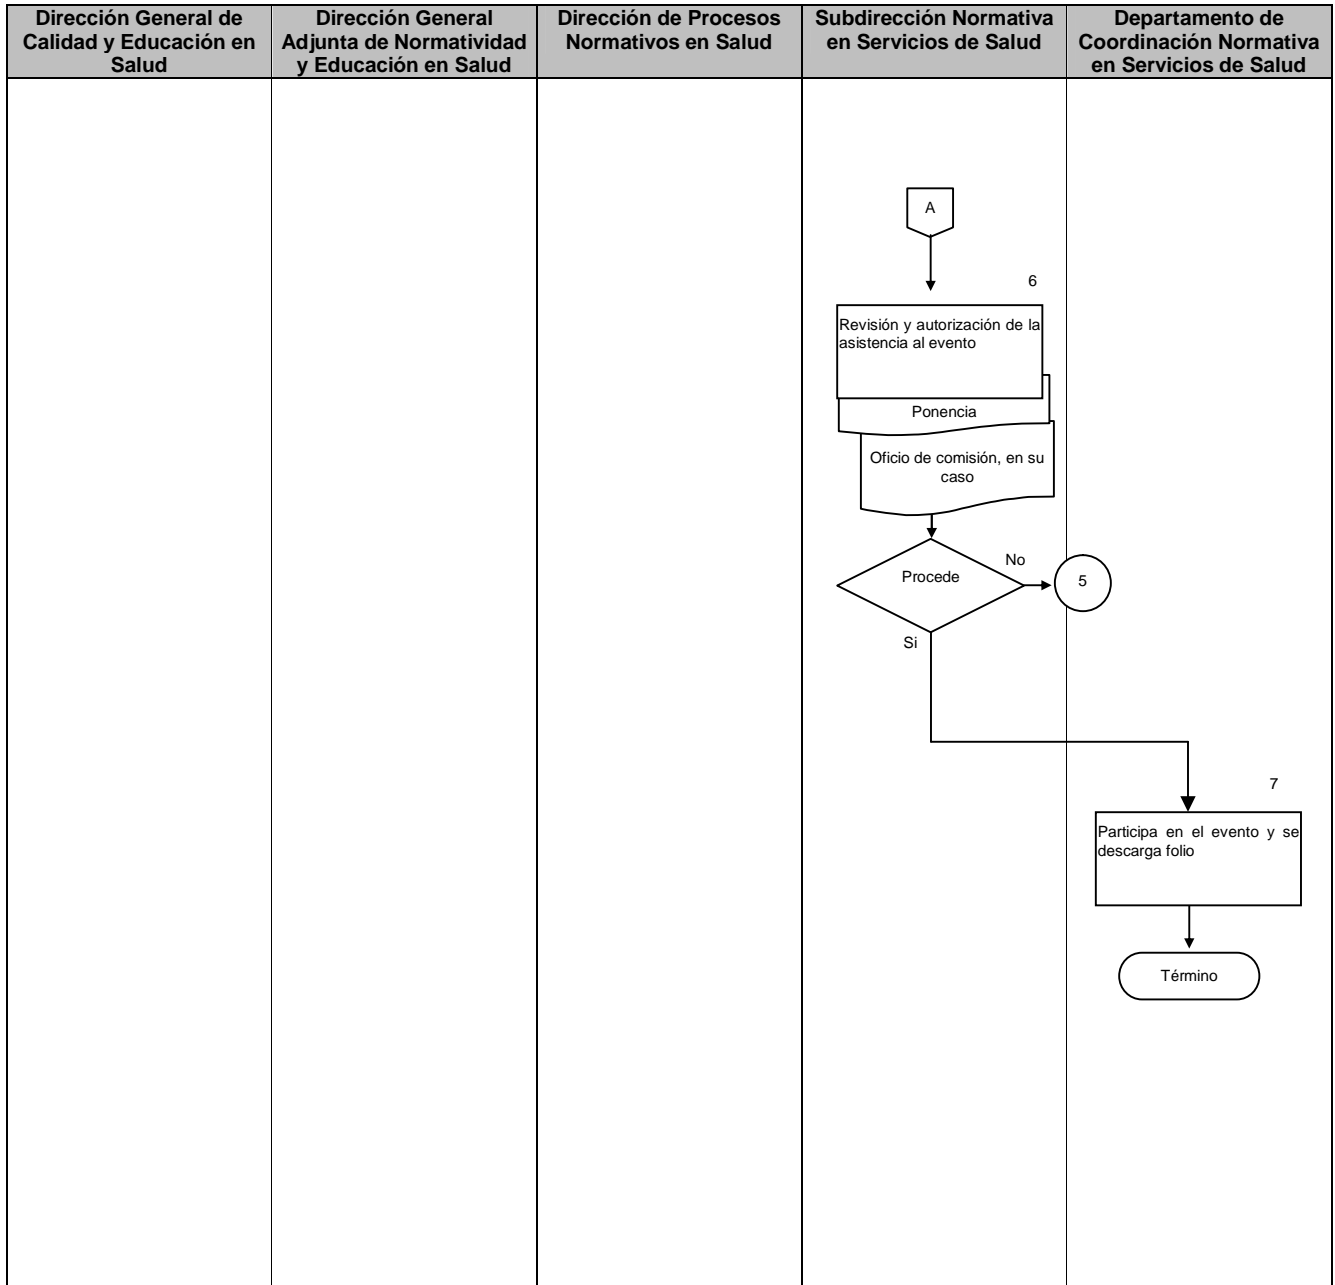 Dirección General de
Calidad y Educación en
Salud
Dirección General
Adjunta de Normatividad
y Educación en Salud
Dirección de Procesos
Normativos en Salud
Subdirección Normativa
en Servicios de Salud
Departamento de
Coordinación Normativa
en Servicios de Salud
A
6
Revisión y autorización de la
asistencia al evento
Ponencia
Oficio de comisión, en su
caso
No
Procede
5
Si
7
Participa en el evento y se
descarga folio
Término